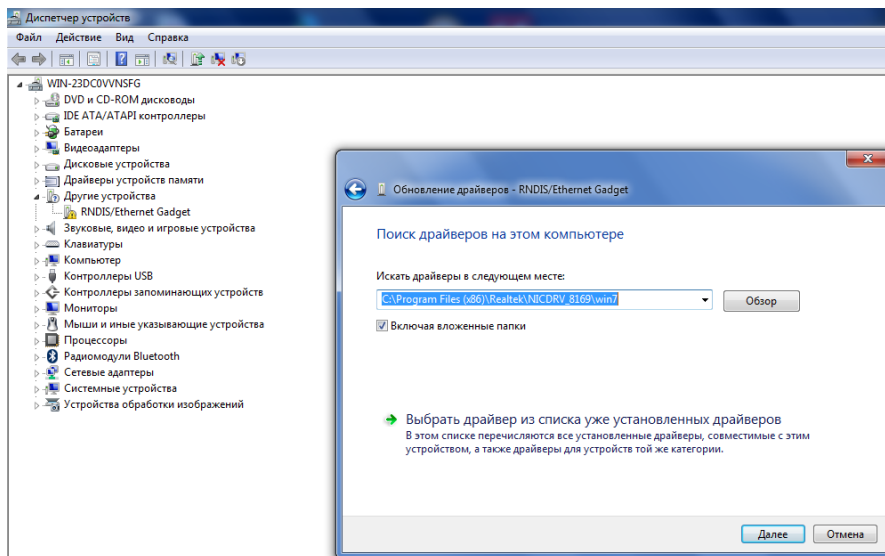 Диспетчер устройств
Файл Действие Вид Справка
WIN-23DC0VVNSFG
DVD и CD-ROM дисководы
IDE ATA/ATAPI контроллеры
Батареи
Видеоадаптеры
Дисковые устройства
Драйверы устройств памяти
Другие устройства
RNDIS/Ethernet Gadget
Звуковые, видео и игровые устройства
Клавиатуры
Компьютер
Контроллеры USB
Контроллеры запоминающих устройств
Мониторы
Мыши и иные указывающие устройства
Процессоры
Радиомодули Bluetooth
Сетевые адаптеры
Системные устройства
Устройства обработки изображений
Обновление драйверов - RNDIS/Ethernet Gadget
Поиск драйверов на этом компьютере
Искать драйверы в следующем месте:
C:\Program Files (x86)\Realtek\NICDRV_8169\win7
Обзор
Включая вложенные папки
Выбрать драйвер из списка уже установленных драйверов
В этом списке перечисляются все установленные драйверы, совместимые с этим
устройством, а также драйверы для устройств той же категории.
Далее Отмена